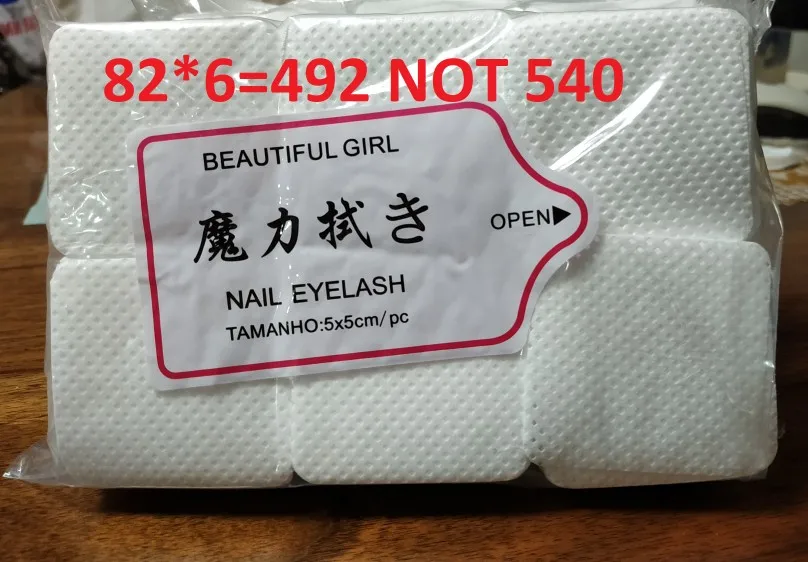 82*6=492 NOT 540
BEAUTIFUL GIRL
魔力拭き
OPEN▶
NAIL EYELASH
TAMANHO:5x5cm/pc